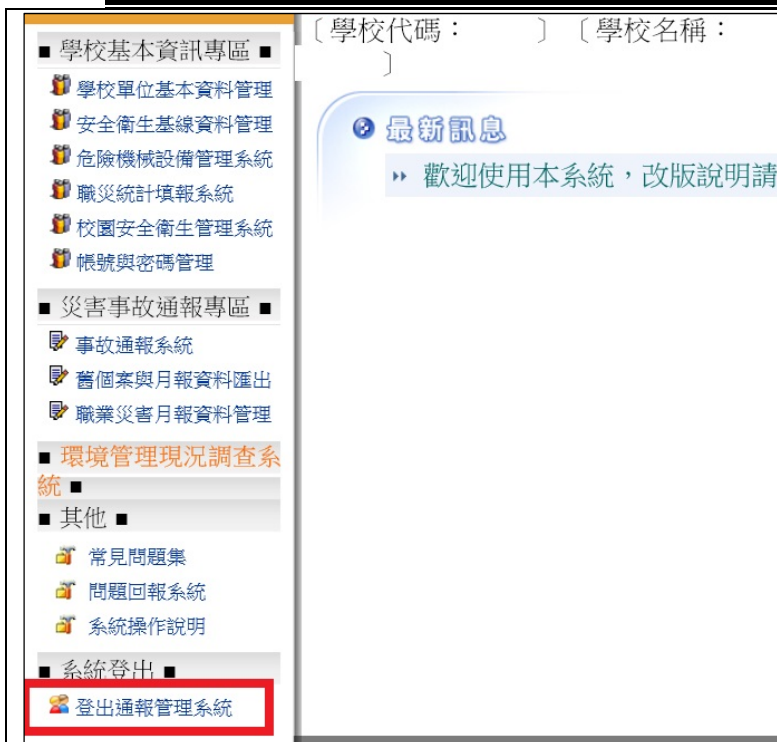 ■ 學校基本資訊專區 ■
學校單位基本資料管理
安全衛生基線資料管理
危險機械設備管理系統
職災統計填報系統
校園安全衛生管理系統
帳號與密碼管理
■ 災害事故通報專區 ■
事故通報系統
舊個案與月報資料匯出
職業災害月報資料管理
■ 環境管理現況調查系
統 ■
■ 其他 ■
常見問題集
問題回報系統
系統操作說明
■ 系統登出 ■
登出通報管理系統
〔學校代碼： 〕〔學校名稱：
〕
最新訊息
歡迎使用本系統，改版說明請